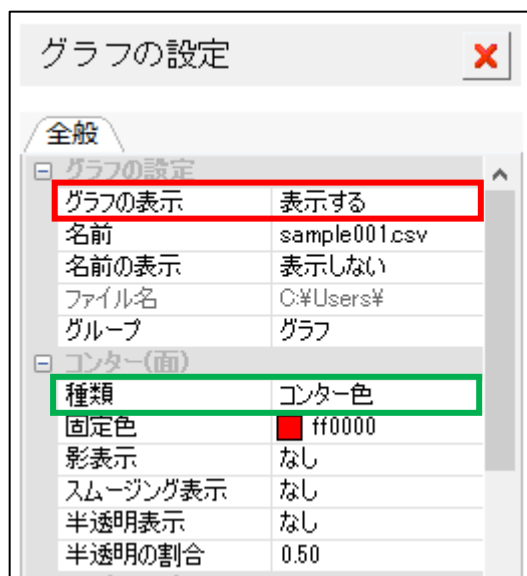 グラフの設定
全般
グラフの設定
グラフの表示 表示する
名前 sample001.csv
名前の表示 表示しない
ファイル名 C:¥Users¥
グループ グラフ
コンター(面)
種類 コンター色
固定色 ff0000
影表示 なし
スムージング表示 なし
半透明表示 なし
半透明の割合 0.50